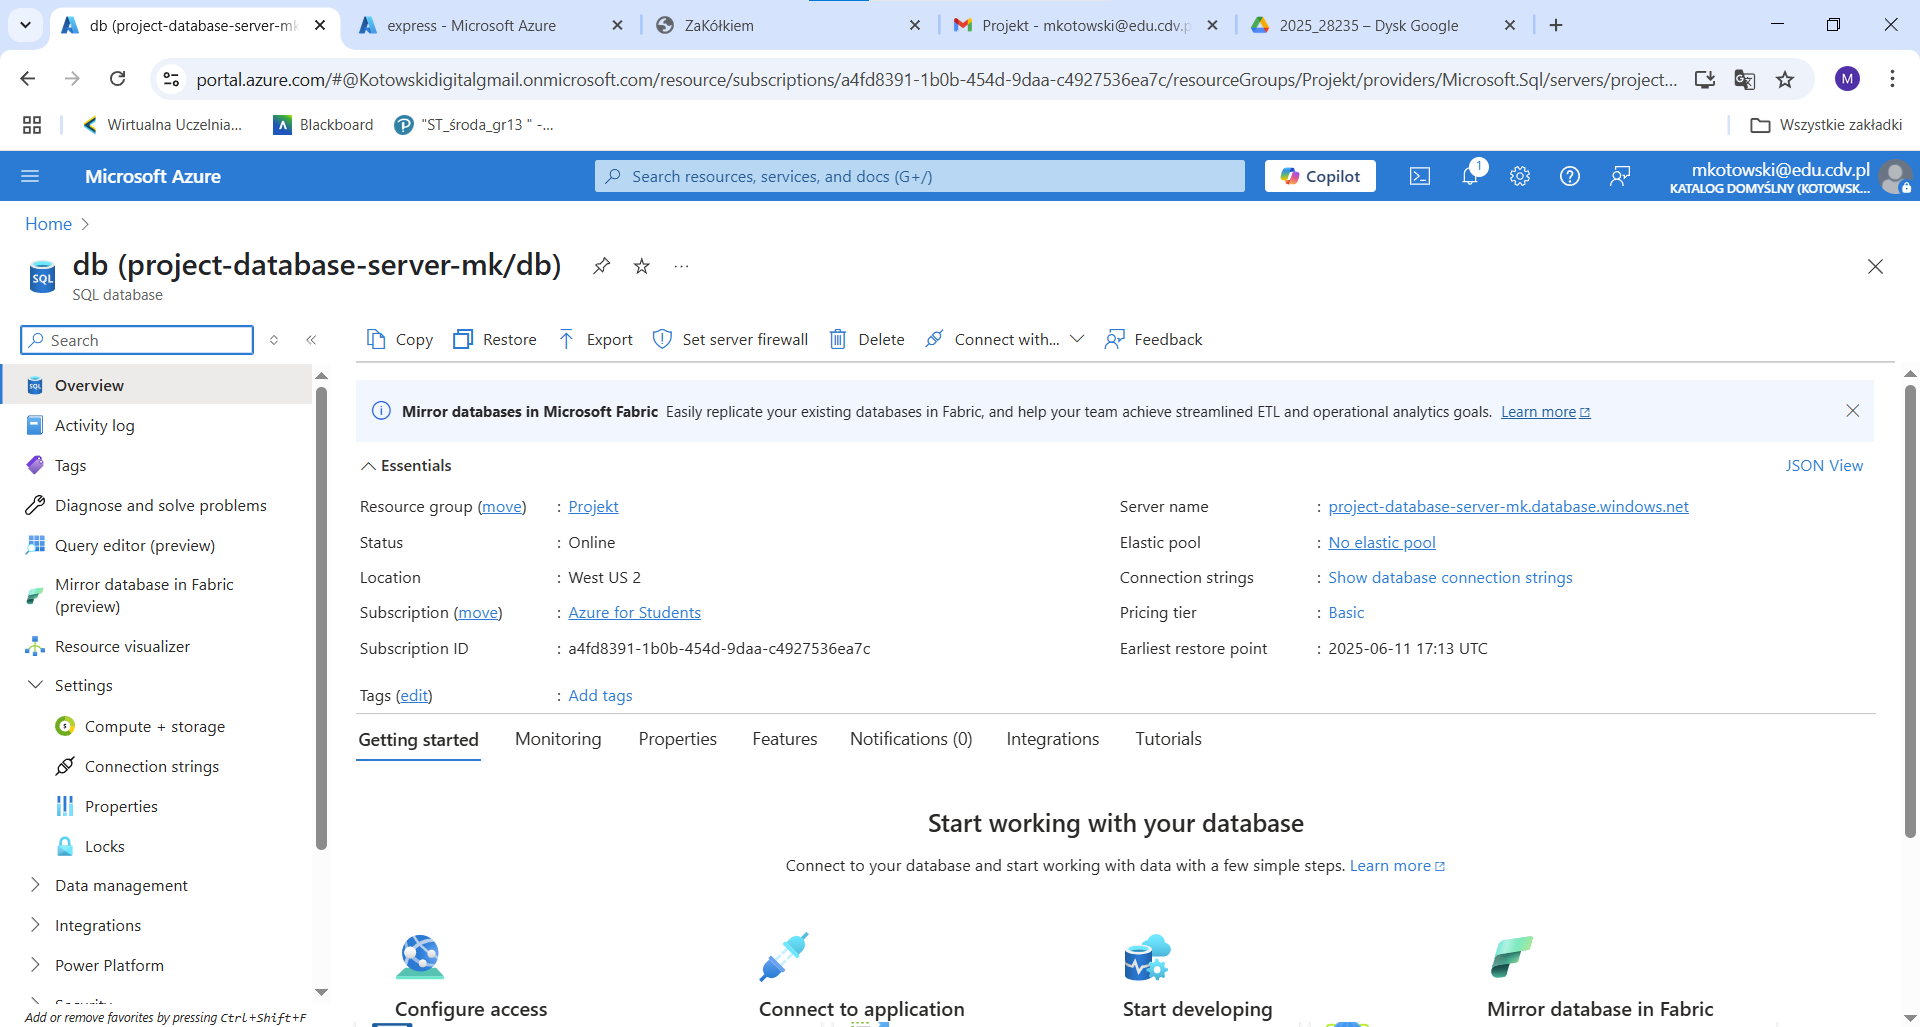 db (project-database-server-mk
express - Microsoft Azure
ZaKółkiem
Projekt - mkotowski@edu.cdv.p
2025_28235 – Dysk Google
portal.azure.com/#@Kotowskidigitalgmail.onmicrosoft.com/resource/subscriptions/a4fd8391-1b0b-454d-9daa-c4927536ea7c/resourceGroups/Projekt/providers/Microsoft.Sql/servers/project...
M
Wirtualna Uczelnia...
Blackboard
"ST_środa_gr13 " -...
Wszystkie zakładki
Microsoft Azure
Search resources, services, and docs (G+/)
Copilot
1
mkotowski@edu.cdv.pl
KATALOG DOMYŚLNY (KOTOWSK...
Home
db (project-database-server-mk/db)
SQL database
Search
Overview
Activity log
Tags
Diagnose and solve problems
Query editor (preview)
Mirror database in Fabric
(preview)
Resource visualizer
Settings
Compute + storage
Connection strings
Properties
Locks
Data management
Integrations
Power Platform
Security
Add or remove favorites by pressing Ctrl+Shift+F
Copy
Restore
Export
Set server firewall
Delete
Connect with...
Feedback
Mirror databases in Microsoft Fabric Easily replicate your existing databases in Fabric, and help your team achieve streamlined ETL and operational analytics goals. Learn more
Essentials
JSON View
Resource group (move) : Projekt
Status : Online
Location : West US 2
Subscription (move) : Azure for Students
Subscription ID : a4fd8391-1b0b-454d-9daa-c4927536ea7c
Tags (edit) : Add tags
Server name : project-database-server-mk.database.windows.net
Elastic pool : No elastic pool
Connection strings : Show database connection strings
Pricing tier : Basic
Earliest restore point : 2025-06-11 17:13 UTC
Getting started
Monitoring
Properties
Features
Notifications (0)
Integrations
Tutorials
Start working with your database
Connect to your database and start working with data with a few simple steps. Learn more
Configure access
Connect to application
Start developing
Mirror database in Fabric